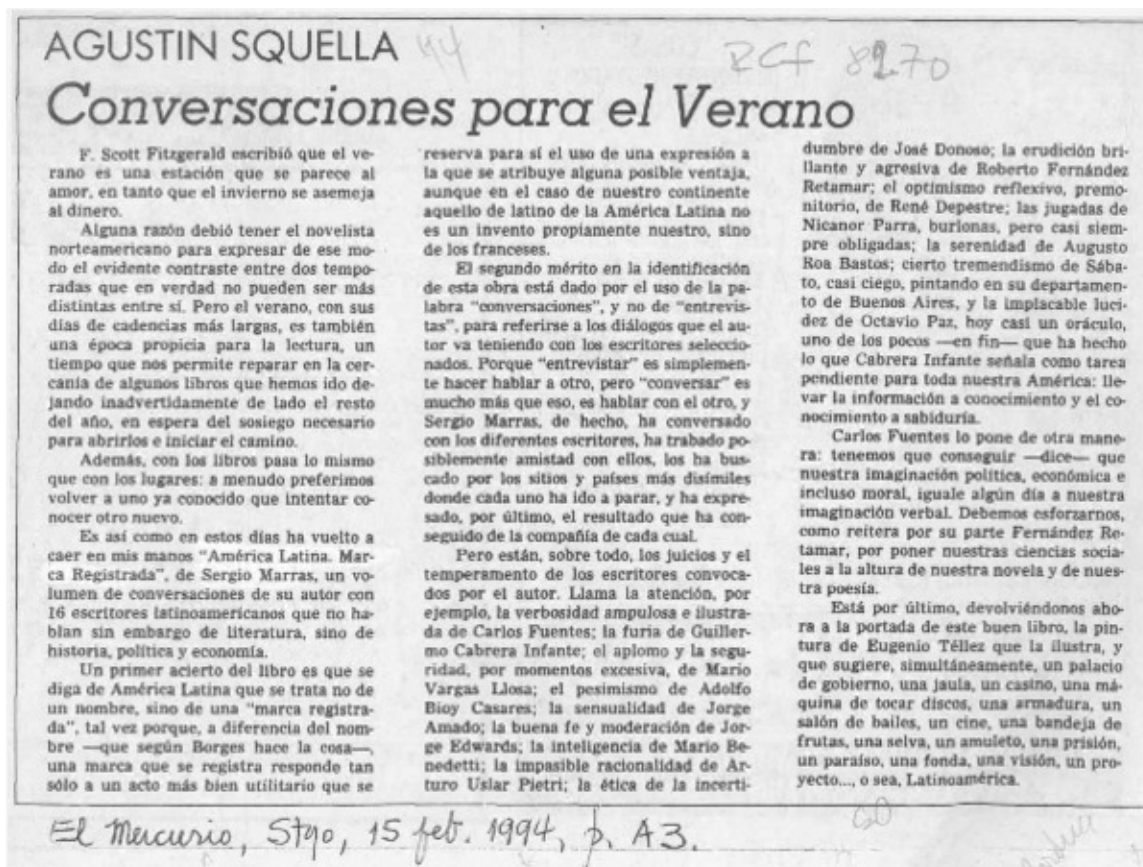 AGUSTIN SQUELLA
44
RCF 8270
Conversaciones para el Verano
F. Scott Fitzgerald escribió que el ve-
rano es una estación que se parece al
amor, en tanto que el invierno se asemeja
al dinero.
Alguna razón debió tener el novelista
norteamericano para expresar de ese mo-
do el evidente contraste entre dos tempo-
radas que en verdad no pueden ser más
distintas entre sí. Pero el verano, con sus
días de cadencias más largas, es también
una época propicia para la lectura, un
tiempo que nos permite reparar en la cer-
canía de algunos libros que hemos ido de-
jando inadvertidamente de lado el resto
del año, en espera del sosiego necesario
para abrirlos e iniciar el camino.
Además, con los libros pasa lo mismo
que con los lugares: a menudo preferimos
volver a uno ya conocido que intentar co-
nocer otro nuevo.
Es así como en estos días ha vuelto a
caer en mis manos "América Latina. Mar-
ca Registrada", de Sergio Marras, un vo-
lumen de conversaciones de su autor con
16 escritores latinoamericanos que no ha-
blan sin embargo de literatura, sino de
historia, política y economía.
Un primer acierto del libro es que se
diga de América Latina que se trata no de
un nombre, sino de una "marca registra-
da", tal vez porque, a diferencia del nom-
bre —que según Borges hace la cosa—,
una marca que se registra responde tan
sólo a un acto más bien utilitario que se
reserva para sí el uso de una expresión a
la que se atribuye alguna posible ventaja,
aunque en el caso de nuestro continente
aquello de latino de la América Latina no
es un invento propiamente nuestro, sino
de los franceses.
El segundo mérito en la identificación
de esta obra está dado por el uso de la pa-
labra "conversaciones", y no de "entrevis-
tas", para referirse a los diálogos que el au-
tor va teniendo con los escritores seleccio-
nados. Porque "entrevistar" es simplemen-
te hacer hablar a otro, pero "conversar" es
mucho más que eso, es hablar con el otro, y
Sergio Marras, de hecho, ha conversado
con los diferentes escritores, ha trabado po-
siblemente amistad con ellos, los ha bus-
cado por los sitios y países más disímiles
donde cada uno ha ido a parar, y ha expre-
sado, por último, el resultado que ha con-
seguido de la compañía de cada cual.
Pero están, sobre todo, los juicios y el
temperamento de los escritores convoca-
dos por el autor. Llama la atención, por
ejemplo, la verbosidad ampulosa e ilustra-
da de Carlos Fuentes; la furia de Guiller-
mo Cabrera Infante; el aplomo y la segu-
ridad, por momentos excesiva, de Mario
Vargas Llosa; el pesimismo de Adolfo
Bioy Casares; la sensualidad de Jorge
Amado; la buena fe y moderación de Jor-
ge Edwards; la inteligencia de Mario Be-
nedetti; la impasible racionalidad de Ar-
turo Uslar Pietri; la ética de la incerti-
dumbre de José Donoso; la erudición bri-
llante y agresiva de Roberto Fernández
Retamar; el optimismo reflexivo, premo-
nitorio, de René Depestre; las jugadas de
Nicanor Parra, burlonas, pero casi siem-
pre obligadas; la serenidad de Augusto
Roa Bastos; cierto tremendismo de Sába-
to, casi ciego, pintando en su departamen-
to de Buenos Aires, y la implacable luci-
dez de Octavio Paz, hoy casi un oráculo,
uno de los pocos —en fin— que ha hecho
lo que Cabrera Infante señala como tarea
pendiente para toda nuestra América: lle-
var la información a conocimiento y el co-
nocimiento a sabiduría.
Carlos Fuentes lo pone de otra mane-
ra: tenemos que conseguir —dice— que
nuestra imaginación política, económica e
incluso moral, iguale algún día a nuestra
imaginación verbal. Debemos esforzarnos,
como reitera por su parte Fernández Re-
tamar, por poner nuestras ciencias socia-
les a la altura de nuestra novela y de nues-
tra poesía.
Está por último, devolviéndonos aho-
ra a la portada de este buen libro, la pin-
tura de Eugenio Téllez que la ilustra, y
que sugiere, simultáneamente, un palacio
de gobierno, una jaula, un casino, una má-
quina de tocar discos, una armadura, un
salón de bailes, un cine, una bandeja de
frutas, una selva, un amuleto, una prisión,
un paraíso, una fonda, una visión, un pro-
yecto..., o sea, Latinoamérica.
El Mercurio, Stgo, 15 feb. 1994, p. A3.
60